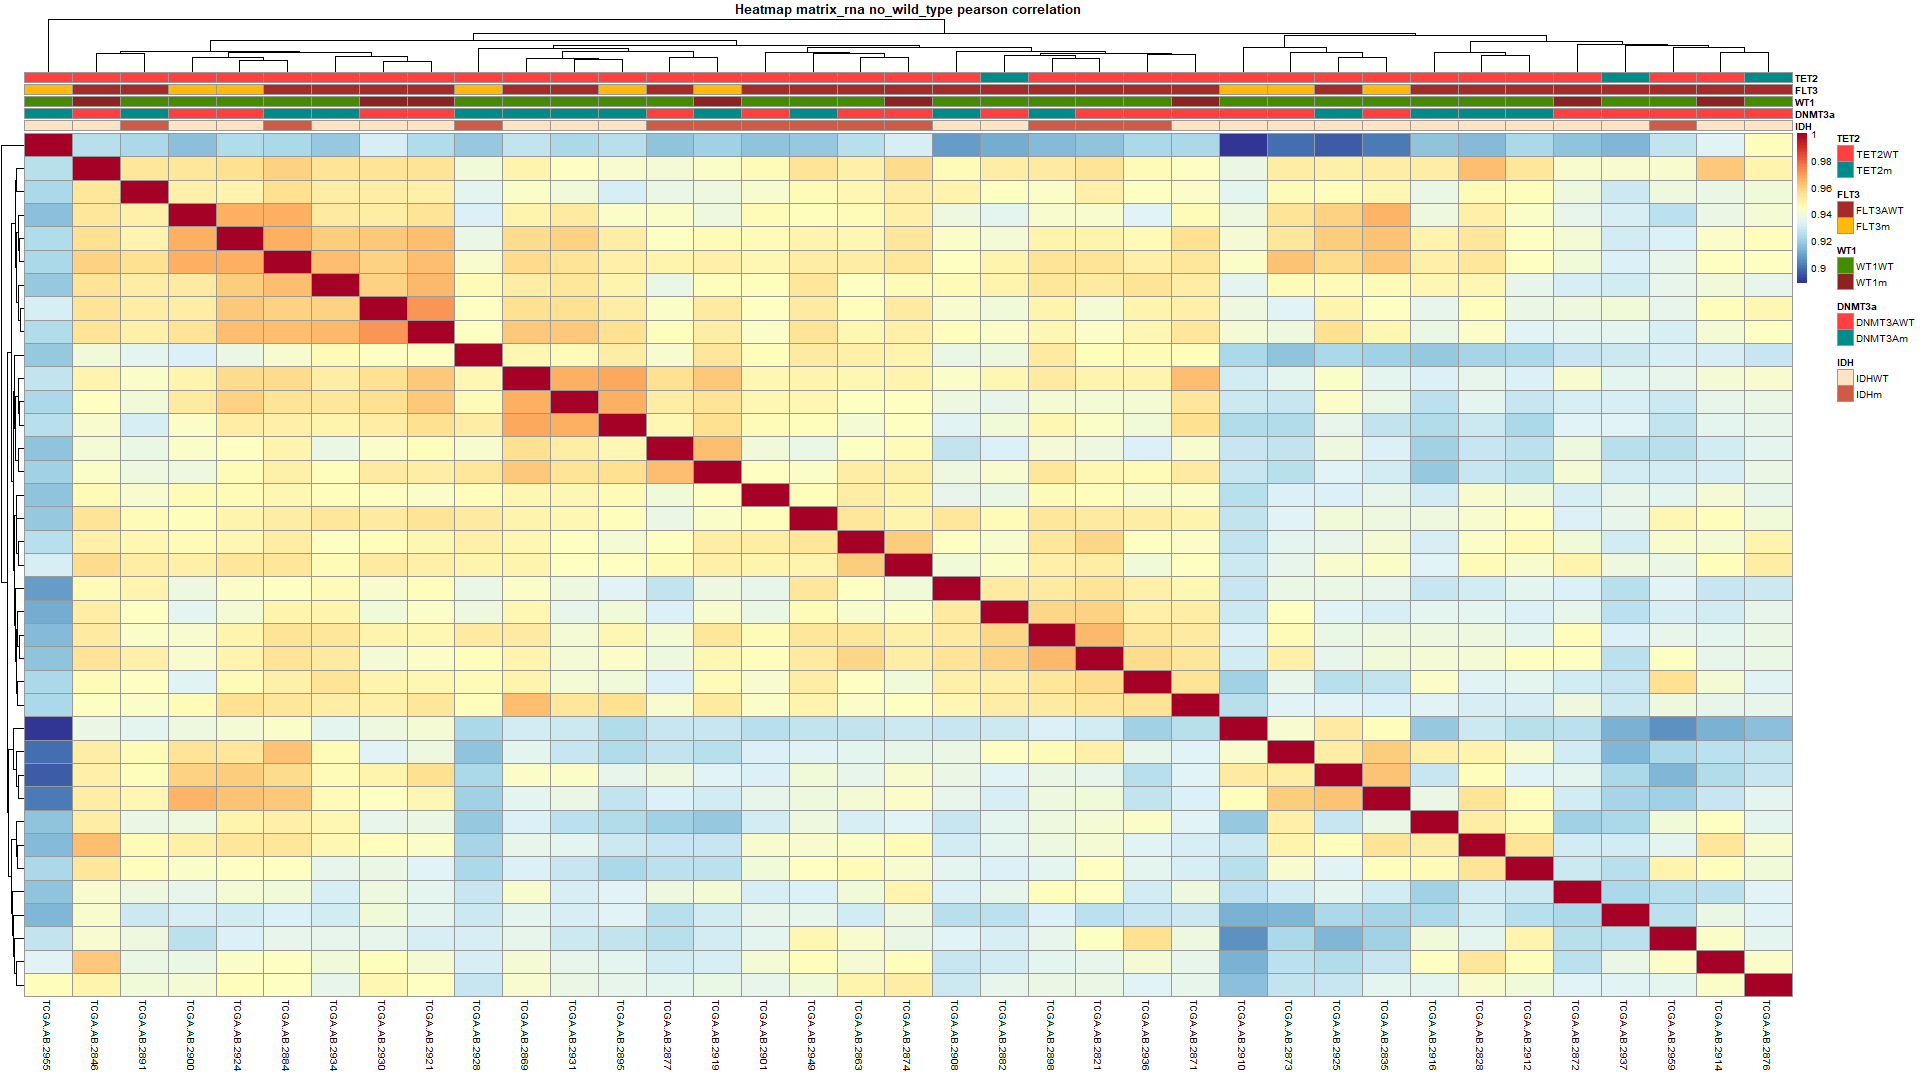 Heatmap matrix_rna no_wild_type pearson correlation
TET2
FLT3
WT1
DNMT3a
IDH
1
0.98
0.96
0.94
0.92
0.9
TET2
TET2WT
TET2m
FLT3
FLT3AWT
FLT3m
WT1
WT1WT
WT1m
DNMT3a
DNMT3AWT
DNMT3Am
IDH
IDHWT
IDHm
TCGA.AB.2955
TCGA.AB.2846
TCGA.AB.2891
TCGA.AB.2900
TCGA.AB.2924
TCGA.AB.2884
TCGA.AB.2934
TCGA.AB.2930
TCGA.AB.2921
TCGA.AB.2928
TCGA.AB.2869
TCGA.AB.2931
TCGA.AB.2895
TCGA.AB.2877
TCGA.AB.2919
TCGA.AB.2901
TCGA.AB.2949
TCGA.AB.2863
TCGA.AB.2874
TCGA.AB.2908
TCGA.AB.2882
TCGA.AB.2898
TCGA.AB.2821
TCGA.AB.2936
TCGA.AB.2871
TCGA.AB.2910
TCGA.AB.2873
TCGA.AB.2925
TCGA.AB.2835
TCGA.AB.2916
TCGA.AB.2828
TCGA.AB.2912
TCGA.AB.2872
TCGA.AB.2937
TCGA.AB.2959
TCGA.AB.2914
TCGA.AB.2876